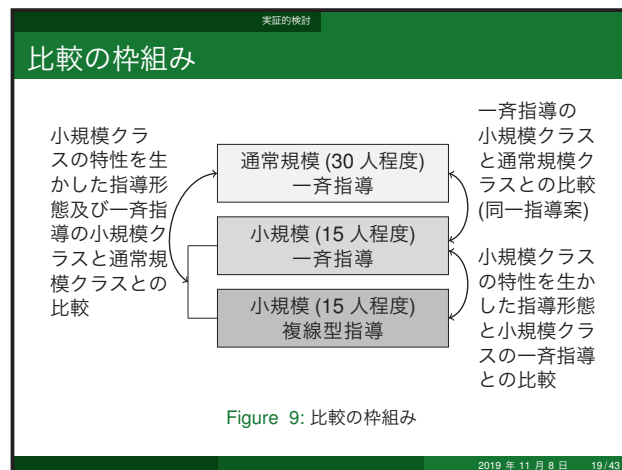 実証的検討
比較の枠組み
小規模クラ
スの特性を生
かした指導形
態及び一斉指
導の小規模ク
ラスと通常規
模クラスとの
比較
通常規模 (30 人程度)
一斉指導
小規模 (15 人程度)
一斉指導
小規模 (15 人程度)
複線型指導
一斉指導の
小規模クラス
と通常規模ク
ラスとの比較
(同一指導案)
小規模クラス
の特性を生か
した指導形態
と小規模クラ
スの一斉指導
との比較
Figure 9: 比較の枠組み
2019 年 11 月 8 日 19/43